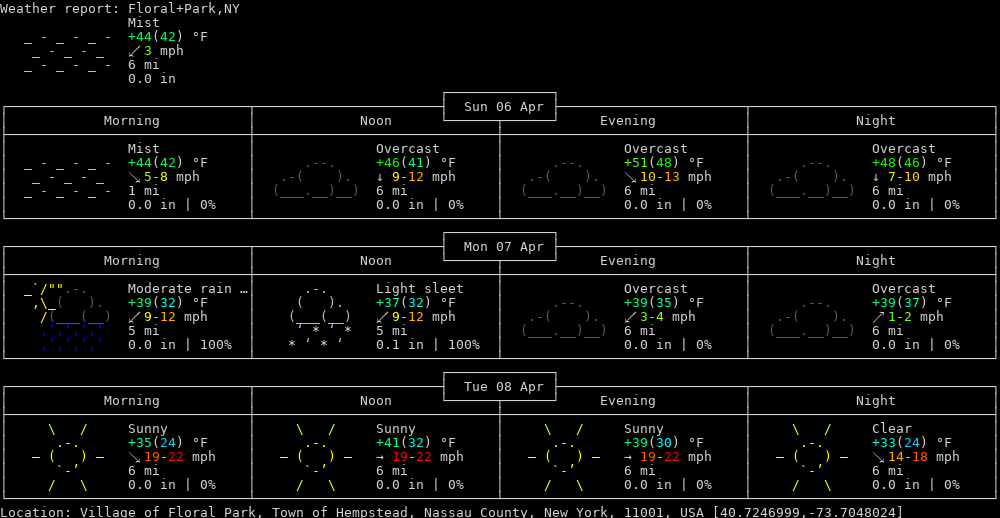 Weather report: Floral+Park,NY
Mist
+44(42) °F
↙ 3 mph
6 mi
0.0 in
Sun 06 Apr
Morning Noon Evening Night
Mist Overcast Overcast Overcast
+44(42) °F +46(41) °F +51(48) °F +48(46) °F
↘ 5-8 mph ↓ 9-12 mph ↘ 10-13 mph ↓ 7-10 mph
1 mi 6 mi 6 mi 6 mi
0.0 in | 0% 0.0 in | 0% 0.0 in | 0% 0.0 in | 0%
Mon 07 Apr
Morning Noon Evening Night
Moderate rain … Light sleet Overcast Overcast
+39(32) °F +37(32) °F +39(35) °F +39(37) °F
↙ 9-12 mph ↙ 9-12 mph ↙ 3-4 mph ↗ 1-2 mph
5 mi 5 mi 6 mi 6 mi
0.0 in | 100% 0.1 in | 100% 0.0 in | 0% 0.0 in | 0%
Tue 08 Apr
Morning Noon Evening Night
Sunny Sunny Sunny Clear
+35(24) °F +41(32) °F +39(30) °F +33(24) °F
↘ 19-22 mph → 19-22 mph → 19-22 mph ↘ 14-18 mph
6 mi 6 mi 6 mi 6 mi
0.0 in | 0% 0.0 in | 0% 0.0 in | 0% 0.0 in | 0%
Location: Village of Floral Park, Town of Hempstead, Nassau County, New York, 11001, USA [40.7246999,-73.7048024]